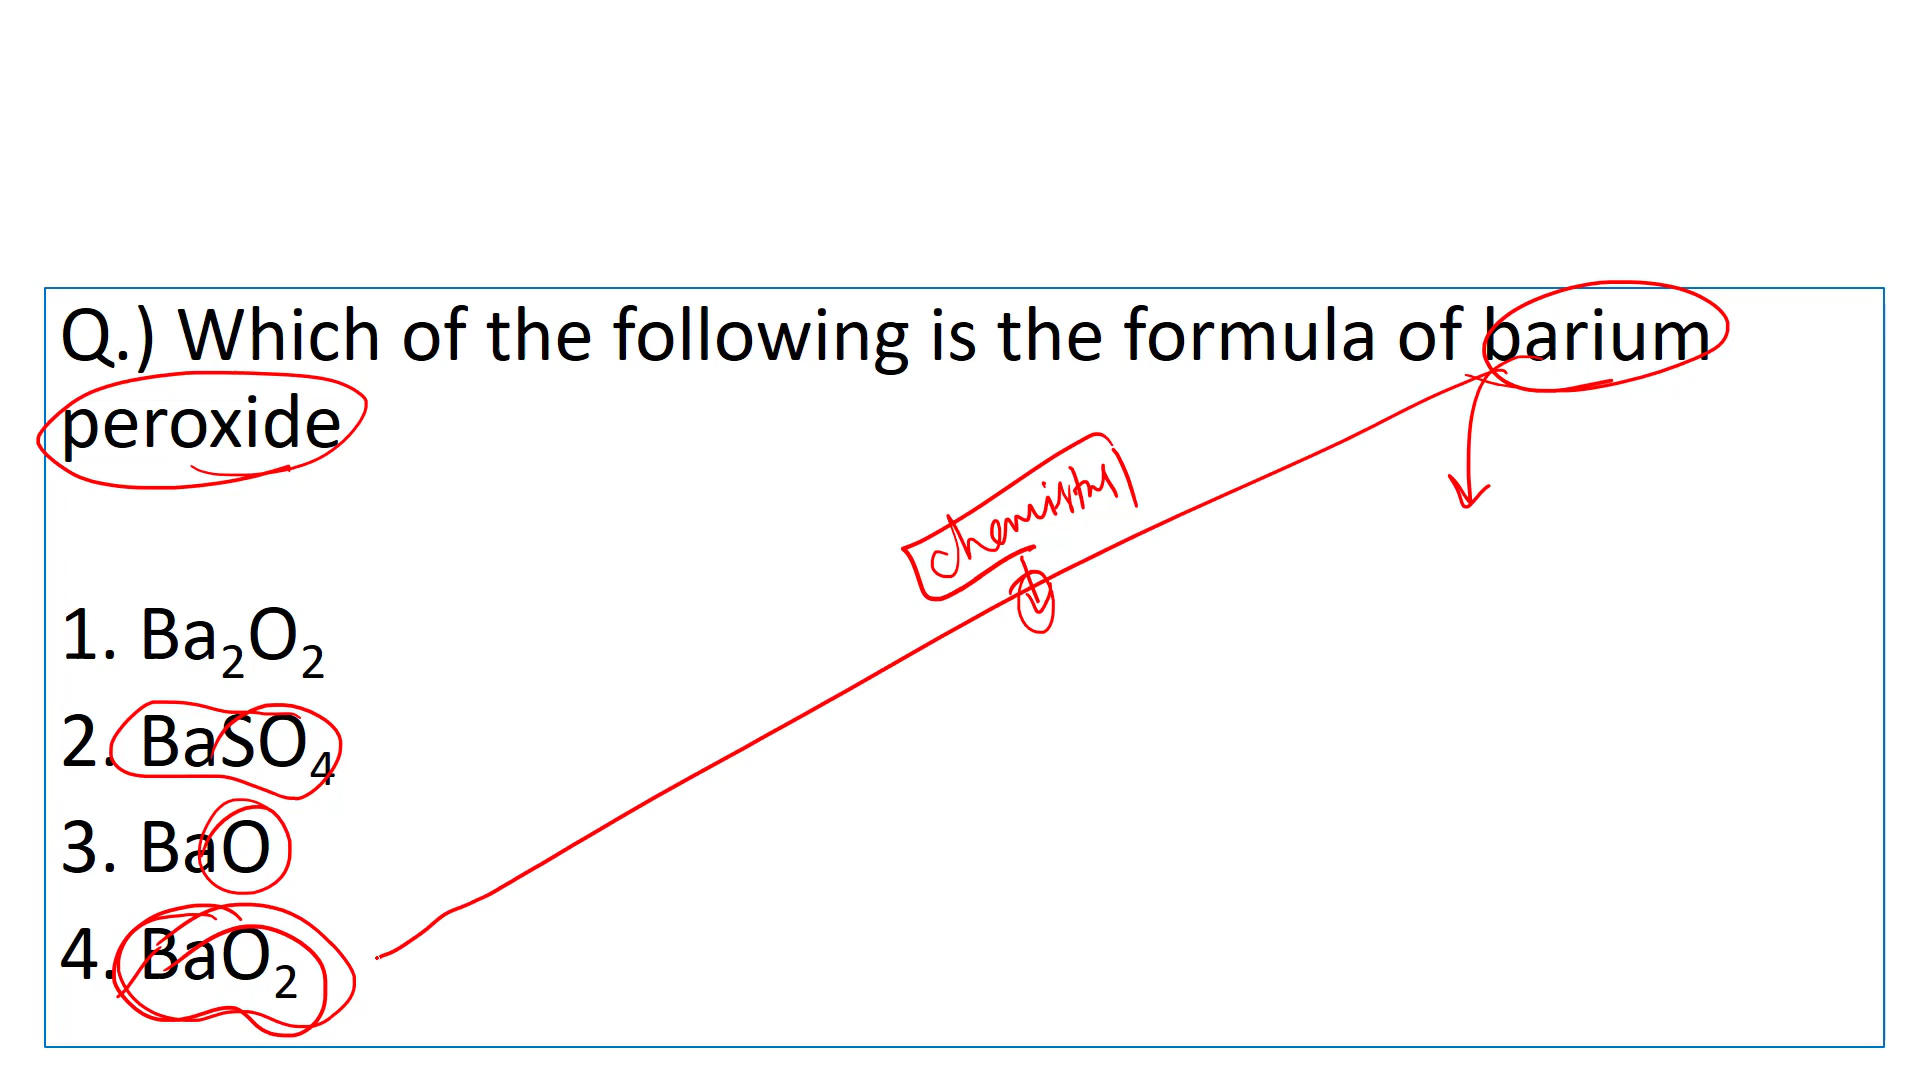 Q.) Which of the following is the formula of barium
peroxide
chemistry
1. Ba₂O₂
2. BaSO₄
3. BaO
4. BaO₂